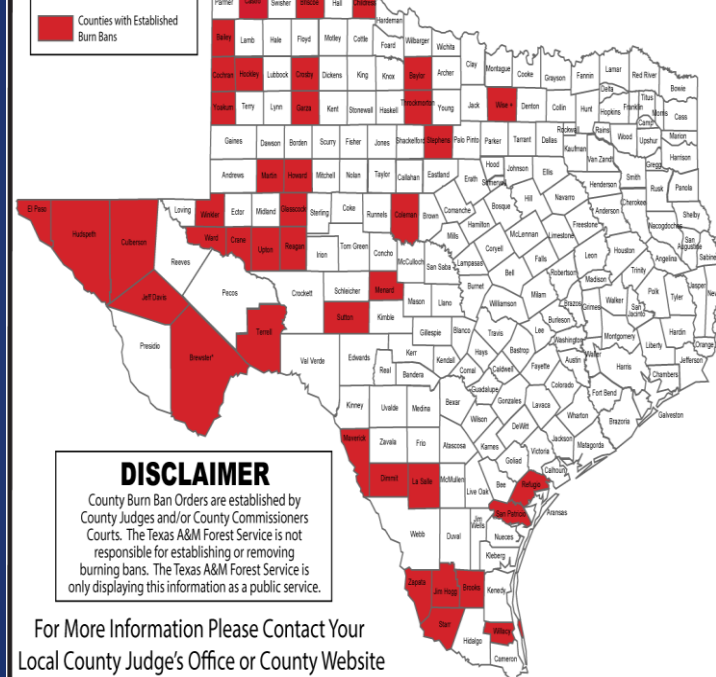 Parmer Castro Swisher Briscoe Hall Childress
Counties with Established
Burn Bans
Hardeman
Bailey Lamb Hale Floyd Motley Cottle Foard Wilbarger Wichita
Clay Montague Cooke Grayson Fannin Lamar Red River Bowie
Cochran Hockley Lubbock Crosby Dickens King Knox Baylor Archer
Delta Titus
Yoakum Terry Lynn Garza Kent Stonewall Haskell Throckmorton Young Jack Wise + Denton Collin Hunt Hopkins Franklin Morris Cass
Camp
Gaines Dawson Borden Scurry Fisher Jones Shackelford Stephens Palo Pinto Parker Tarrant Dallas Rockwall Rains Wood Upshur Marion
Kaufman Van Zandt Gregg Harrison
Andrews Martin Howard Mitchell Nolan Taylor Callahan Eastland Erath Hood Somervell Johnson Ellis Henderson Smith Rusk Panola
El Paso Hudspeth Culberson Loving Winkler Ector Midland Glasscock Sterling Coke Runnels Coleman Brown Comanche Bosque Hill Navarro Anderson Cherokee Shelby
Hamilton Freestone Nacogdoches San Augustine Sabine
Ward Crane Upton Reagan Irion Tom Green Concho McCulloch San Saba Mills Lampasas Coryell McLennan Limestone Leon Houston Angelina
Reeves Falls Bell Robertson Madison Trinity
Jeff Davis Pecos Crockett Schleicher Menard Mason Llano Burnet Williamson Milam Brazos Grimes Walker San Jacinto Polk Tyler Jasper
Presidio Brewster* Terrell Sutton Kimble Gillespie Blanco Travis Lee Burleson Washington Montgomery Liberty Hardin Orange
Val Verde Edwards Kerr Real Bandera Kendall Comal Hays Caldwell Bastrop Fayette Austin Waller Harris Chambers Jefferson
Kinney Uvalde Medina Bexar Guadalupe Gonzales Lavaca Colorado Fort Bend Galveston
Wilson DeWitt Wharton Brazoria
Maverick Zavala Frio Atascosa Karnes Goliad Victoria Jackson Matagorda
Calhoun
Dimmit La Salle McMullen Live Oak Bee Refugio
Aransas
San Patricio
Webb Duval Jim Wells Nueces
Kleberg
Zapata Jim Hogg Brooks Kenedy
Starr Hidalgo Willacy
Cameron
DISCLAIMER
County Burn Ban Orders are established by
County Judges and/or County Commissioners
Courts. The Texas A&M Forest Service is not
responsible for establishing or removing
burning bans. The Texas A&M Forest Service is
only displaying this information as a public service.
For More Information Please Contact Your
Local County Judge's Office or County Website